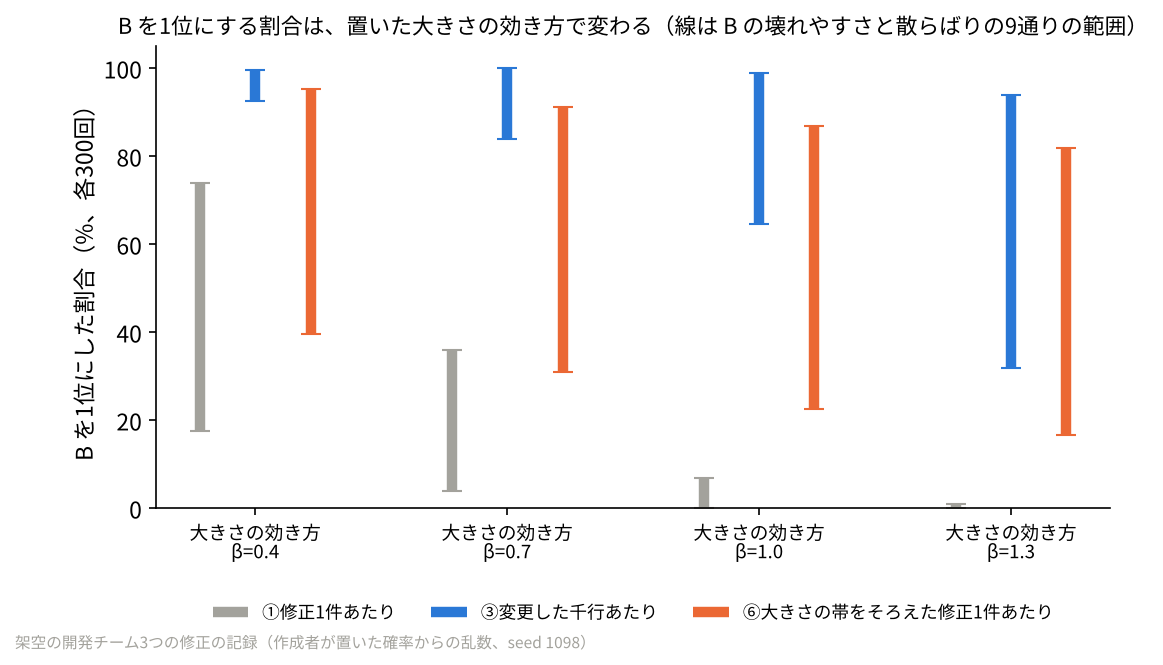 B を1位にする割合は、置いた大きさの効き方で変わる（線は B の壊れやすさと散らばりの9通りの範囲）
B を1位にした割合（%、各300回）
100
80
60
40
20
0
大きさの効き方
β=0.4
大きさの効き方
β=0.7
大きさの効き方
β=1.0
大きさの効き方
β=1.3
①修正1件あたり
③変更した千行あたり
⑥大きさの帯をそろえた修正1件あたり
架空の開発チーム3つの修正の記録（作成者が置いた確率からの乱数、seed 1098）